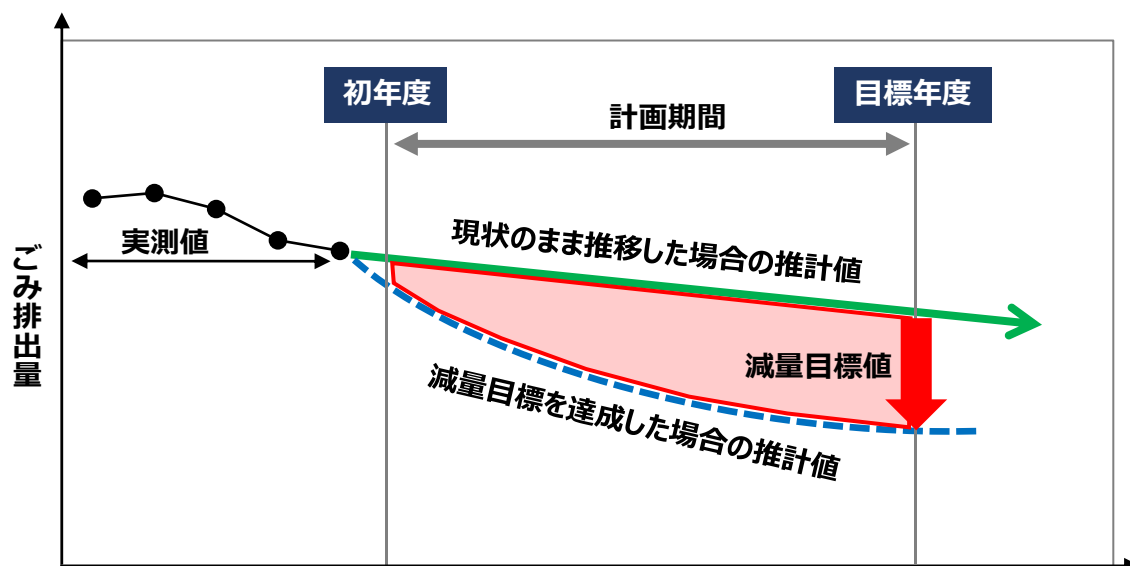 初年度
目標年度
計画期間
実測値
現状のまま推移した場合の推計値
ごみ排出量
減量目標値
減量目標を達成した場合の推計値